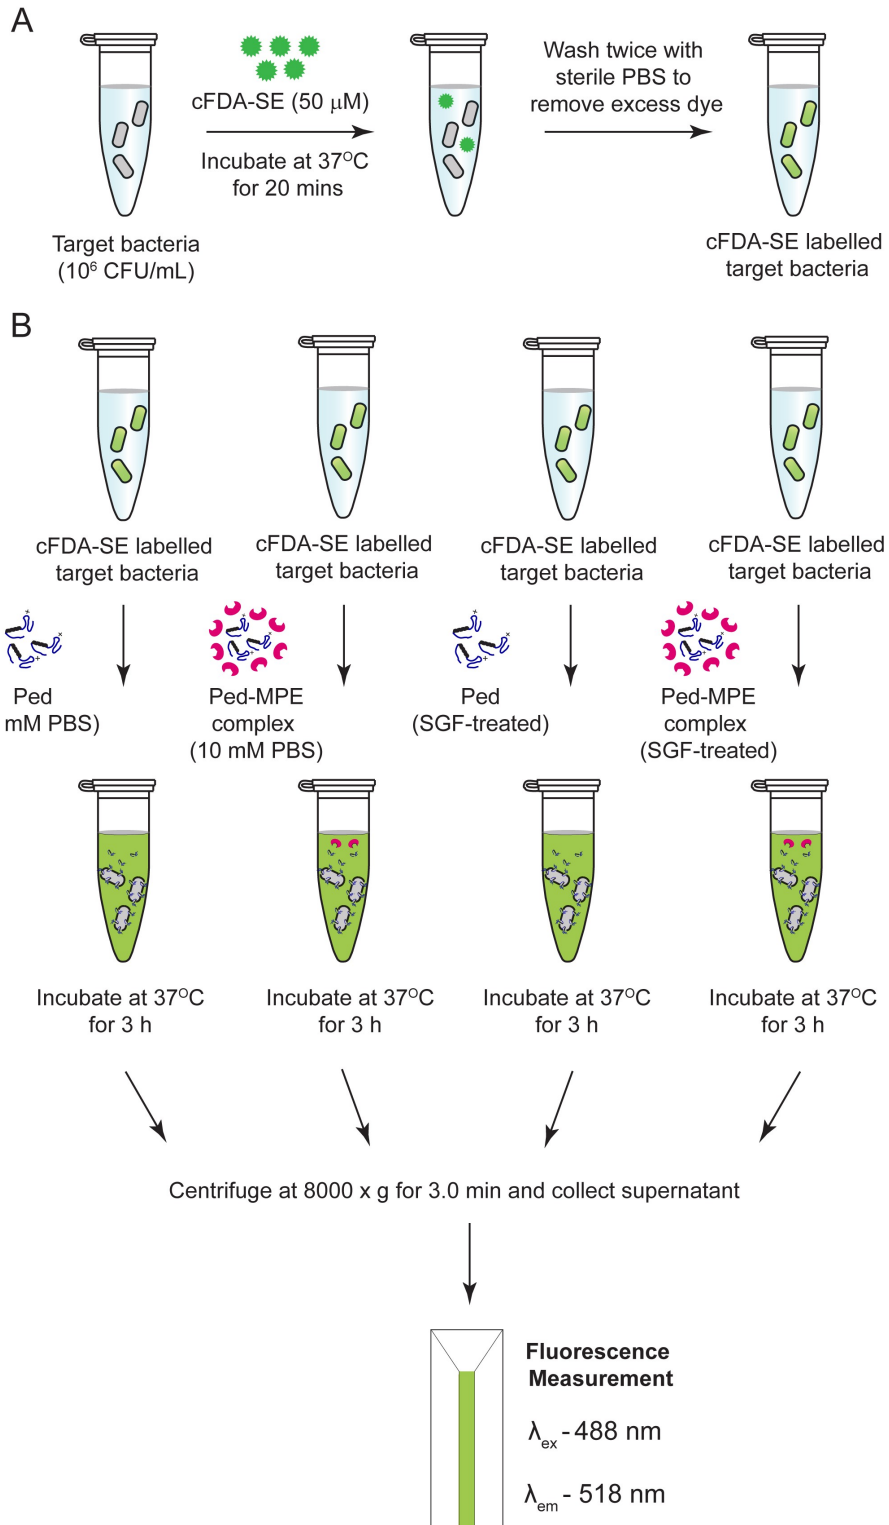 A
cFDA-SE (50 μM)
Incubate at 37ᴼC
for 20 mins
Wash twice with
sterile PBS to
remove excess dye
Target bacteria
(10⁶ CFU/mL)
cFDA-SE labelled
target bacteria
B
cFDA-SE labelled
target bacteria
cFDA-SE labelled
target bacteria
cFDA-SE labelled
target bacteria
cFDA-SE labelled
target bacteria
Ped
mM PBS)
Ped-MPE
complex
(10 mM PBS)
Ped
(SGF-treated)
Ped-MPE
complex
(SGF-treated)
Incubate at 37ᴼC
for 3 h
Incubate at 37ᴼC
for 3 h
Incubate at 37ᴼC
for 3 h
Incubate at 37ᴼC
for 3 h
Centrifuge at 8000 x g for 3.0 min and collect supernatant
Fluorescence
Measurement
λex - 488 nm
λem - 518 nm